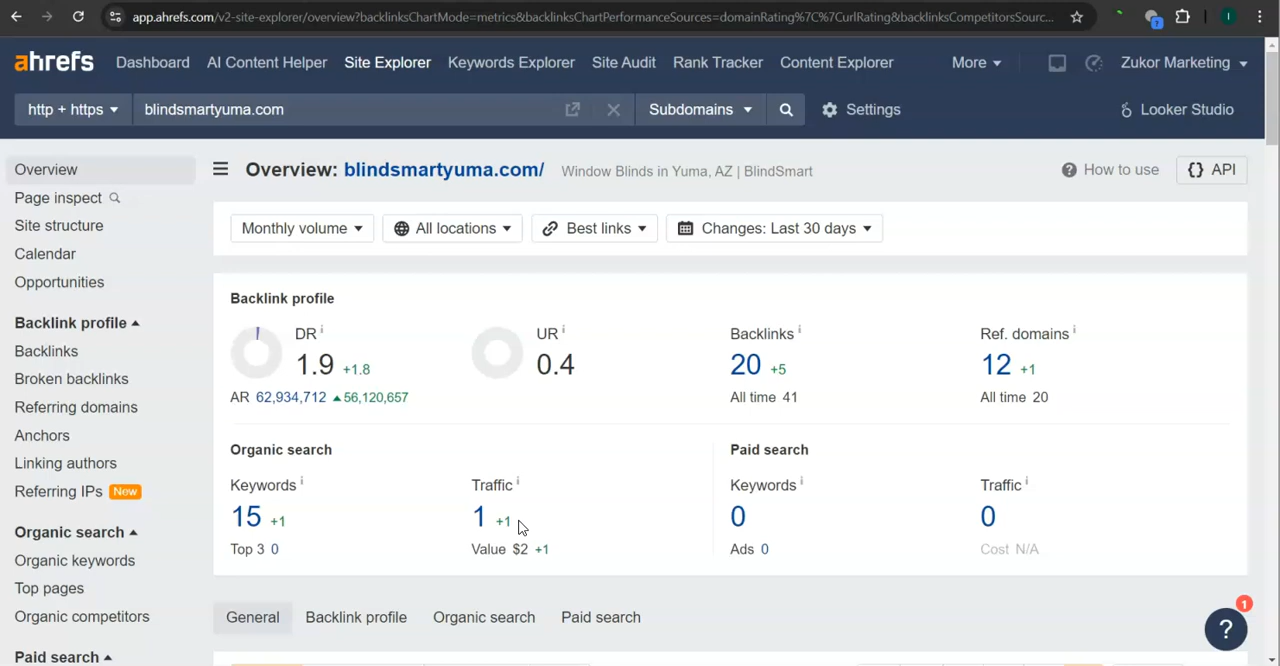 app.ahrefs.com/v2-site-explorer/overview?backlinksChartMode=metrics&backlinksChartPerformanceSources=domainRating%7C%7CurlRating&backlinksCompetitorsSourc...
ahrefs Dashboard AI Content Helper Site Explorer Keywords Explorer Site Audit Rank Tracker Content Explorer More Zukor Marketing
http + https blindsmartyuma.com Subdomains Settings Looker Studio
Overview
Page inspect
Site structure
Calendar
Opportunities
Backlink profile
Backlinks
Broken backlinks
Referring domains
Anchors
Linking authors
Referring IPs New
Organic search
Organic keywords
Top pages
Organic competitors
Paid search
Overview: blindsmartyuma.com/ Window Blinds in Yuma, AZ | BlindSmart How to use {} API
Monthly volume All locations Best links Changes: Last 30 days
Backlink profile
DR i UR i Backlinks i Ref. domains i
1.9 +1.8 0.4 20 +5 12 +1
AR 62,934,712 56,120,657 All time 41 All time 20
Organic search Paid search
Keywords i Traffic i Keywords i Traffic i
15 +1 1 +1 0 0
Top 3 0 Value $2 +1 Ads 0 Cost N/A
General Backlink profile Organic search Paid search
1
?